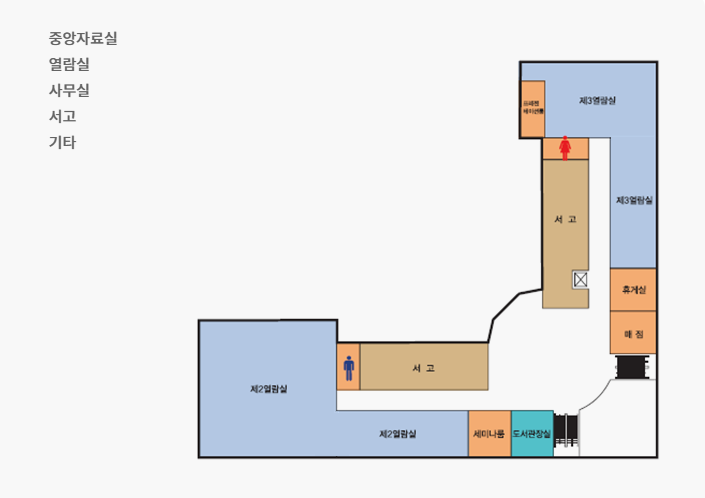 중앙자료실
열람실
사무실
서고
기타
제3열람실
프레젠
테이션룸
제3열람실
서 고
휴게실
매 점
서 고
제2열람실
제2열람실
세미나룸
도서관장실